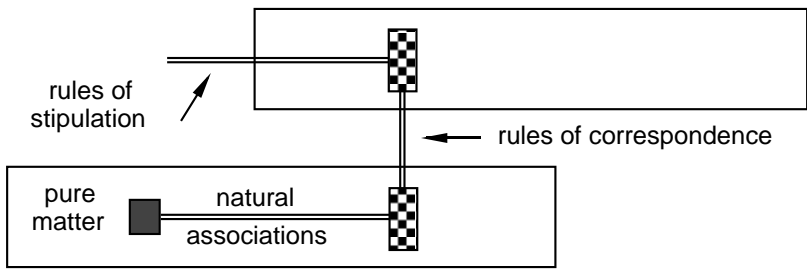 rules of
stipulation
rules of correspondence
pure
matter
natural
associations